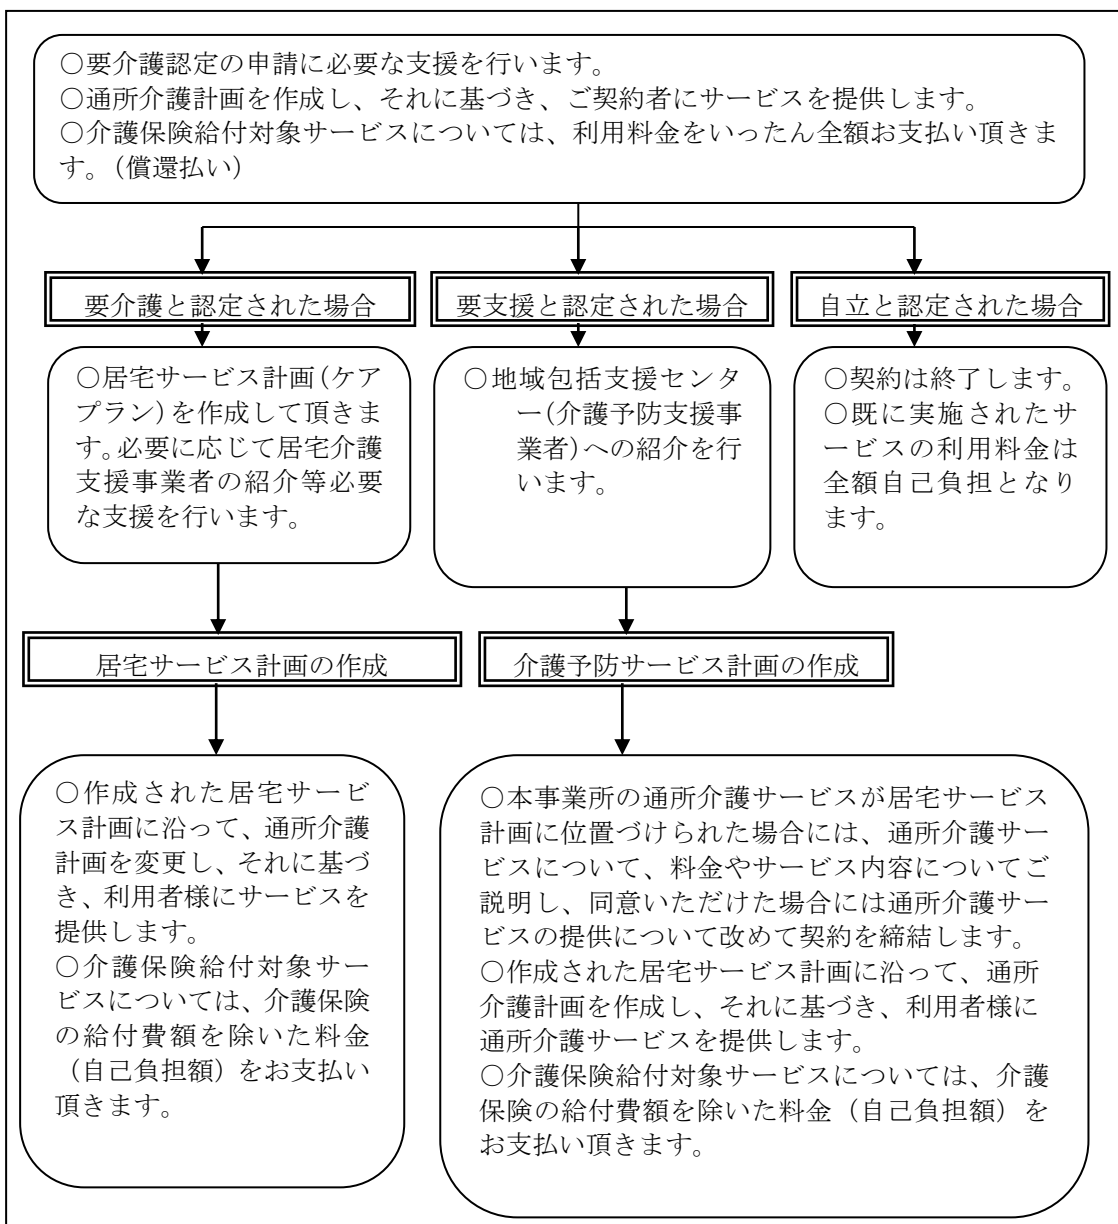 ○要介護認定の申請に必要な支援を行います。
○通所介護計画を作成し、それに基づき、ご契約者にサービスを提供します。
○介護保険給付対象サービスについては、利用料金をいったん全額お支払い頂きま
す。（償還払い）
要介護と認定された場合
要支援と認定された場合
自立と認定された場合
○居宅サービス計画（ケア
プラン）を作成して頂きま
す。必要に応じて居宅介護
支援事業者の紹介等必要
な支援を行います。
○地域包括支援センタ
ー（介護予防支援事
業者）への紹介を行
います。
○契約は終了します。
○既に実施されたサ
ービスの利用料金は
全額自己負担となり
ます。
居宅サービス計画の作成
介護予防サービス計画の作成
○作成された居宅サービ
ス計画に沿って、通所介護
計画を変更し、それに基づ
き、利用者様にサービスを
提供します。
○介護保険給付対象サー
ビスについては、介護保険
の給付費額を除いた料金
（自己負担額）をお支払い
頂きます。
○本事業所の通所介護サービスが居宅サービス
計画に位置づけられた場合には、通所介護サー
ビスについて、料金やサービス内容についてご
説明し、同意いただけた場合には通所介護サー
ビスの提供について改めて契約を締結します。
○作成された居宅サービス計画に沿って、通所
介護計画を作成し、それに基づき、利用者様に
通所介護サービスを提供します。
○介護保険給付対象サービスについては、介護
保険の給付費額を除いた料金（自己負担額）を
お支払い頂きます。